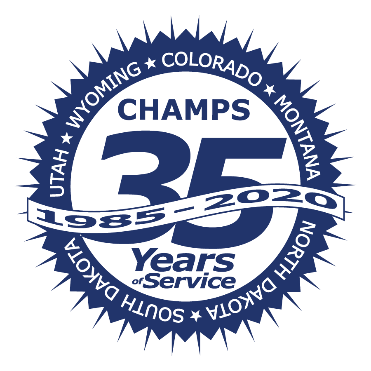 UTAH ★ WYOMING ★ COLORADO ★ MONTANA
CHAMPS
35
1985-2020
Years
of Service
SOUTH DAKOTA ★ NORTH DAKOTA